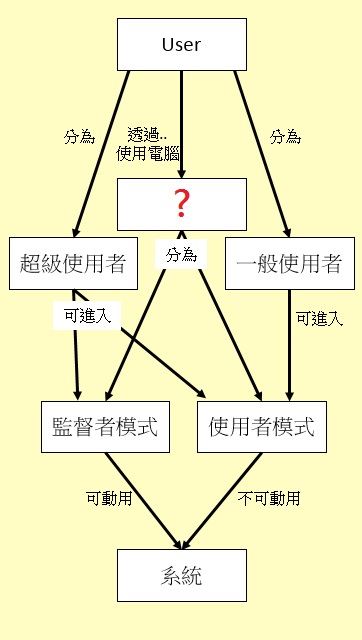 User
分為
透過..
使用電腦
分為
?
超級使用者
分為
一般使用者
可進入
可進入
監督者模式
使用者模式
可動用
不可動用
系統